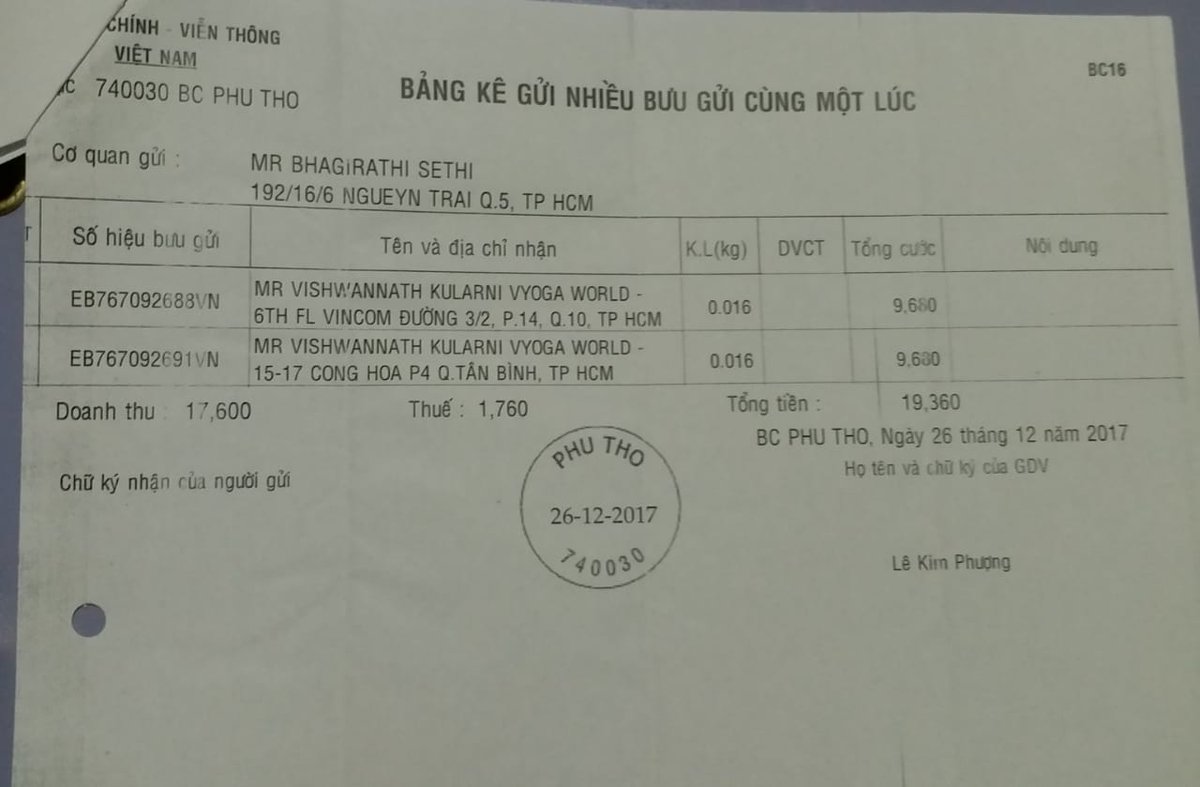 CHÍNH - VIỄN THÔNG
VIỆT NAM
740030 BC PHU THO
BC16
BẢNG KÊ GỬI NHIỀU BƯU GỬI CÙNG MỘT LÚC
Cơ quan gửi : MR BHAGIRATHI SETHI
192/16/6 NGUEYN TRAI Q.5, TP HCM
Số hiệu bưu gửi Tên và địa chỉ nhận K.L(kg) DVCT Tổng cước Nội dung
EB767092688VN MR VISHWANNATH KULARNI VYOGA WORLD - 0.016 9,680
6TH FL VINCOM ĐƯỜNG 3/2, P.14, Q.10, TP HCM
EB767092691VN MR VISHWANNATH KULARNI VYOGA WORLD - 0.016 9,680
15-17 CONG HOA P4 Q.TÂN BÌNH, TP HCM
Doanh thu : 17,600 Thuế : 1,760 Tổng tiền : 19,360
BC PHU THO, Ngày 26 tháng 12 năm 2017
Chữ ký nhận của người gửi Họ tên và chữ ký của GDV
PHU THO
26-12-2017
740030
Lê Kim Phượng